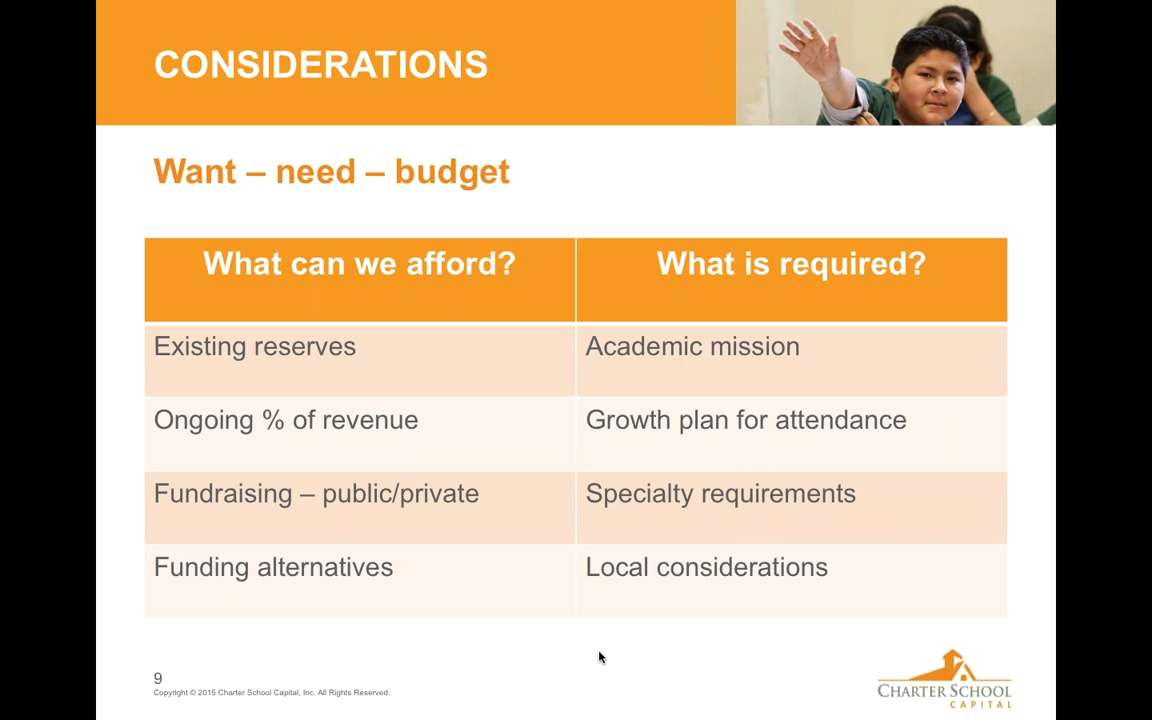 CONSIDERATIONS
Want – need – budget
What can we afford? What is required?
Existing reserves Academic mission
Ongoing % of revenue Growth plan for attendance
Fundraising – public/private Specialty requirements
Funding alternatives Local considerations
9
Copyright © 2015 Charter School Capital, Inc. All Rights Reserved.
CHARTER SCHOOL
CAPITAL